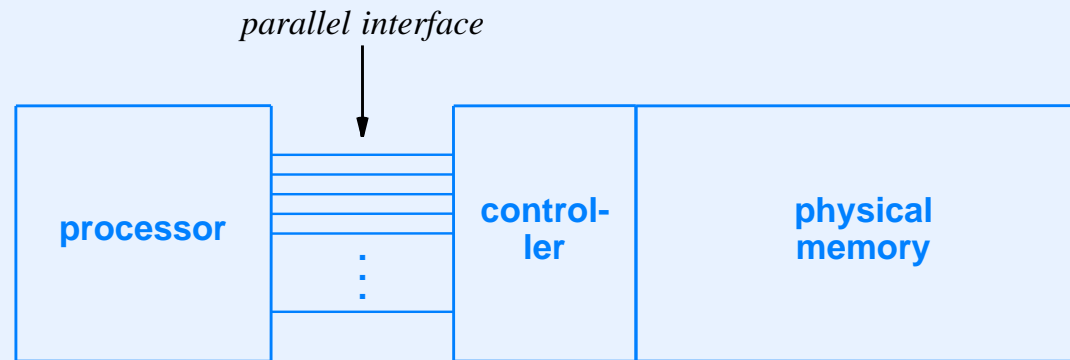 parallel interface
processor
control-
ler
physical
memory